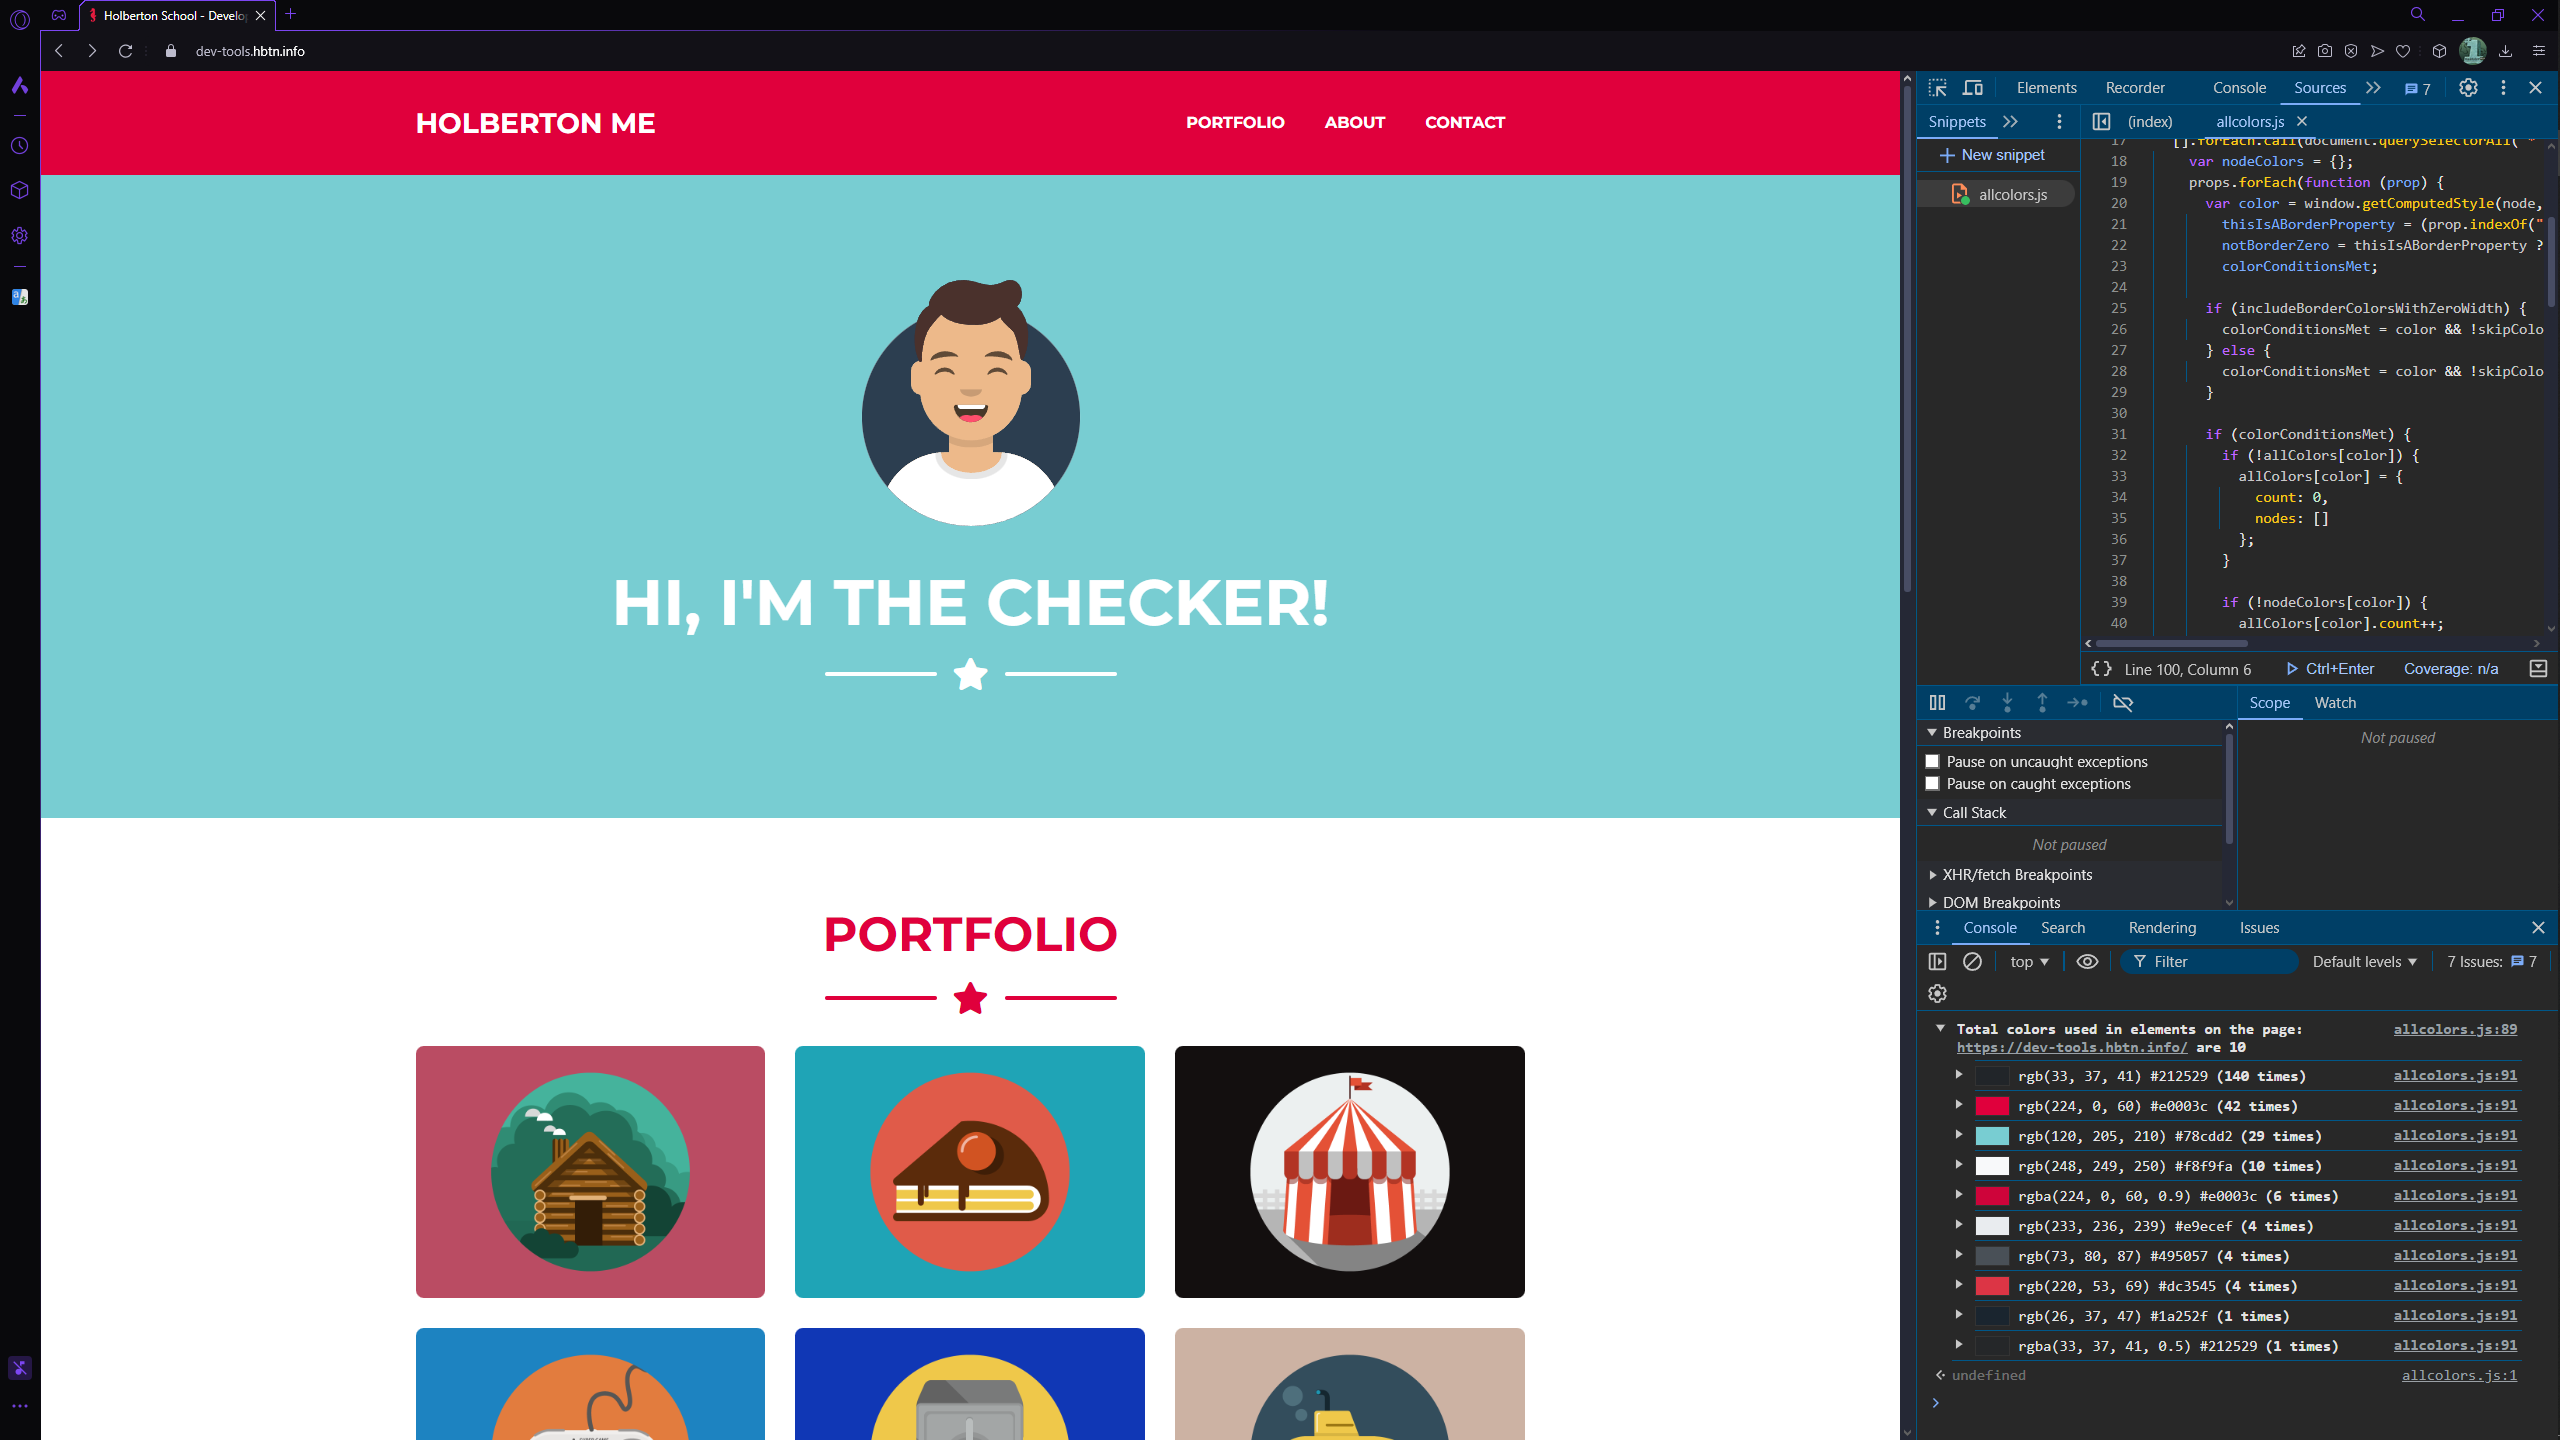 Holberton School - Develo
dev-tools.hbtn.info
HOLBERTON ME
PORTFOLIO
ABOUT
CONTACT
HI, I'M THE CHECKER!
PORTFOLIO
Elements
Recorder
Console
Sources
7
Snippets
(index)
allcolors.js
New snippet
allcolors.js
17 [].forEach.call(document.querySelectorAll("*
18 var nodeColors = {};
19 props.forEach(function (prop) {
20 var color = window.getComputedStyle(node,
21 thisIsABorderProperty = (prop.indexOf("
22 notBorderZero = thisIsABorderProperty ?
23 colorConditionsMet;
24
25 if (includeBorderColorsWithZeroWidth) {
26 colorConditionsMet = color && !skipColo
27 } else {
28 colorConditionsMet = color && !skipColo
29 }
30
31 if (colorConditionsMet) {
32 if (!allColors[color]) {
33 allColors[color] = {
34 count: 0,
35 nodes: []
36 };
37 }
38
39 if (!nodeColors[color]) {
40 allColors[color].count++;
{} Line 100, Column 6
Ctrl+Enter
Coverage: n/a
Scope
Watch
Breakpoints
Not paused
Pause on uncaught exceptions
Pause on caught exceptions
Call Stack
Not paused
XHR/fetch Breakpoints
DOM Breakpoints
Console
Search
Rendering
Issues
top
Filter
Default levels
7 Issues: 7
Total colors used in elements on the page: allcolors.js:89
https://dev-tools.hbtn.info/ are 10
rgb(33, 37, 41) #212529 (140 times) allcolors.js:91
rgb(224, 0, 60) #e0003c (42 times) allcolors.js:91
rgb(120, 205, 210) #78cdd2 (29 times) allcolors.js:91
rgb(248, 249, 250) #f8f9fa (10 times) allcolors.js:91
rgba(224, 0, 60, 0.9) #e0003c (6 times) allcolors.js:91
rgb(233, 236, 239) #e9ecef (4 times) allcolors.js:91
rgb(73, 80, 87) #495057 (4 times) allcolors.js:91
rgb(220, 53, 69) #dc3545 (4 times) allcolors.js:91
rgb(26, 37, 47) #1a252f (1 times) allcolors.js:91
rgba(33, 37, 41, 0.5) #212529 (1 times) allcolors.js:91
undefined allcolors.js:1